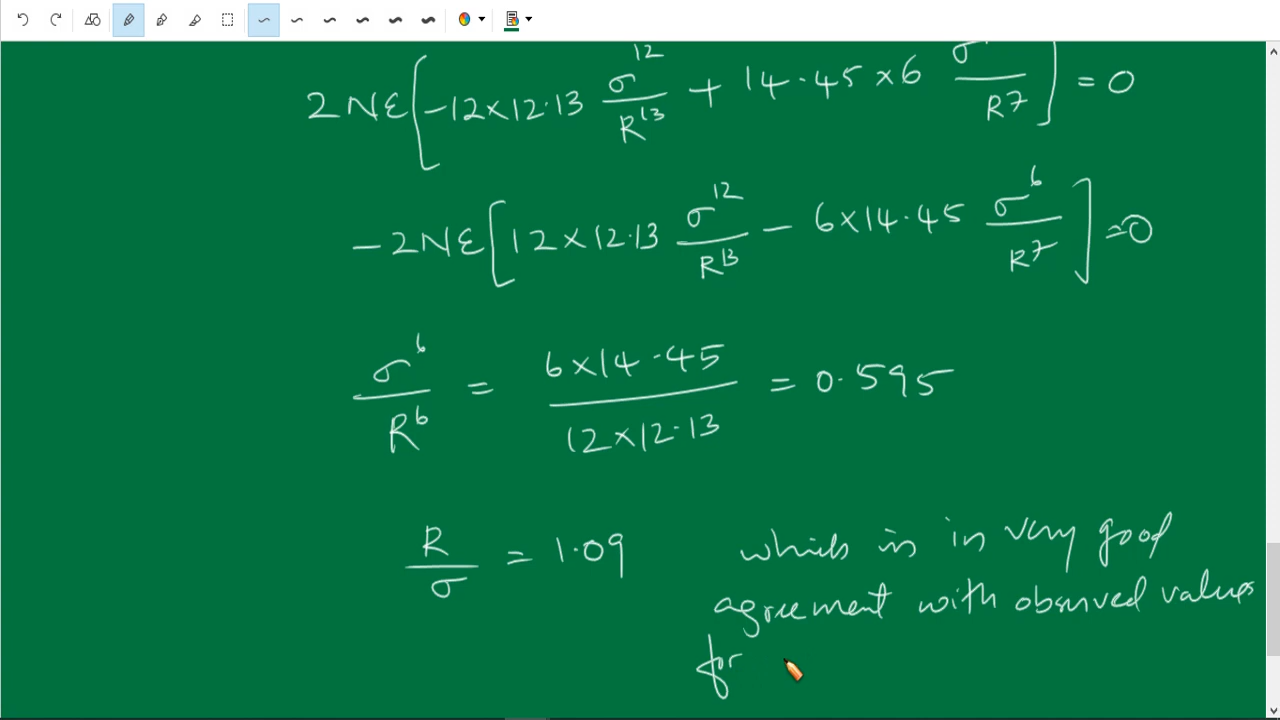 2Nε[-12×12·13 σ^12/R^13 + 14·45×6 σ/R^7] = 0
-2Nε[12×12·13 σ^12/R^13 - 6×14·45 σ^6/R^7] = 0
σ^6/R^6 = 6×14·45/12×12·13 = 0·595
R/σ = 1·09 which is in very good
agreement with observed values
for